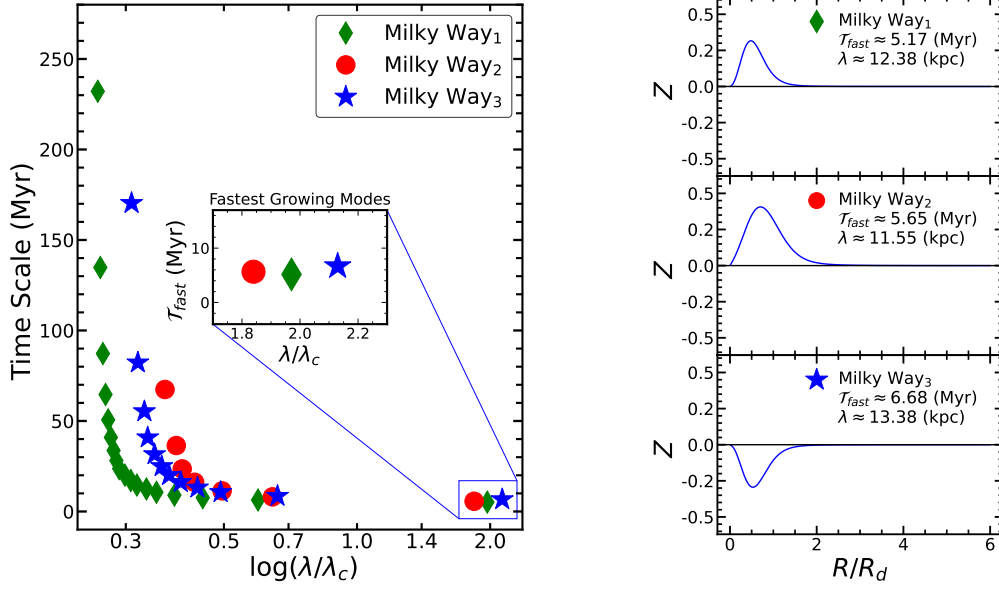 Time Scale (Myr)
250
200
150
100
50
0
0.3 0.5 0.7 1.0 1.4 2.0
log(λ/λc)
Milky Way1
Milky Way2
Milky Way3
Fastest Growing Modes
𝒯fast (Myr)
10
0
1.8 2.0 2.2
λ/λc
Z
0.5
0.2
0.0
-0.2
-0.5
Milky Way1
𝒯fast ≈ 5.17 (Myr)
λ ≈ 12.38 (kpc)
Z
0.5
0.2
0.0
-0.2
-0.5
Milky Way2
𝒯fast ≈ 5.65 (Myr)
λ ≈ 11.55 (kpc)
Z
0.5
0.2
0.0
-0.2
-0.5
Milky Way3
𝒯fast ≈ 6.68 (Myr)
λ ≈ 13.38 (kpc)
0 2 4 6
R/Rd